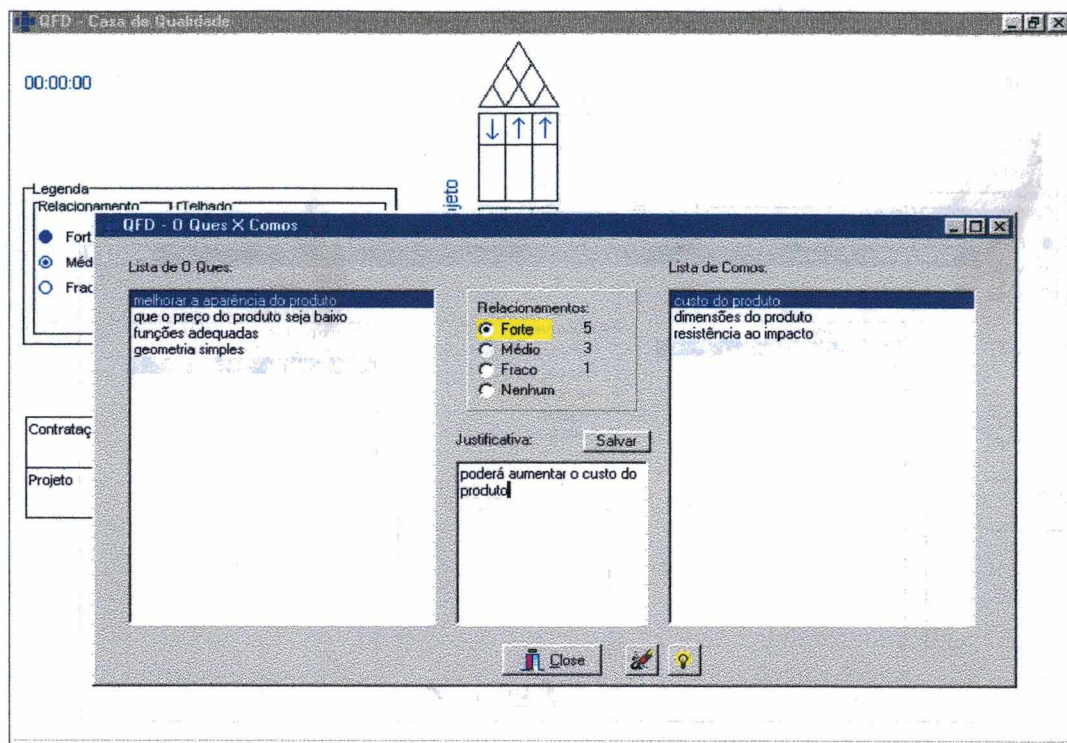 QFD - Casa da Qualidade
00:00:00
Legenda
Relacionamento
Telhado
Fort
Méd
Frac
jeto
Contrataç
Projeto
QFD - O Ques X Comos
Lista de O Ques:
melhorar a aparência do produto
que o preço do produto seja baixo
funções adequadas
geometria simples
Relacionamentos:
Forte 5
Médio 3
Fraco 1
Nenhum
Justificativa:
Salvar
poderá aumentar o custo do
produto
Lista de Comos:
custo do produto
dimensões do produto
resistência ao impacto
Close